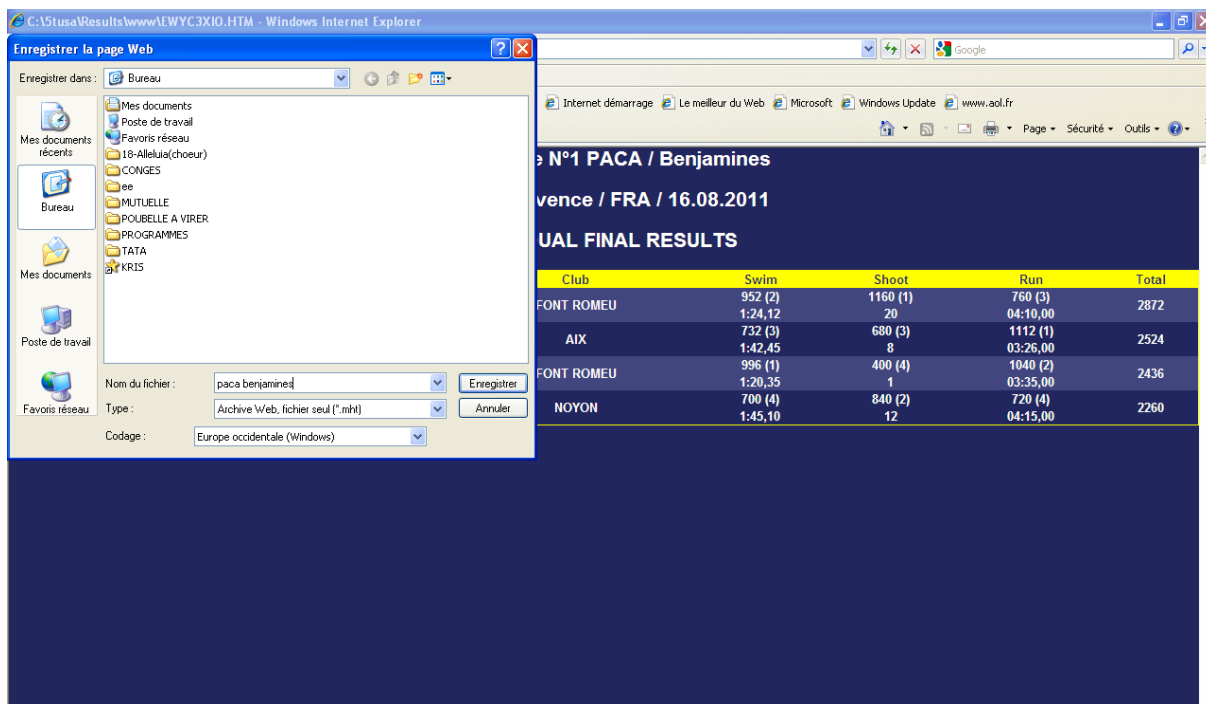 C:\5tusa\Results\www\EWYC3XIO.HTM - Windows Internet Explorer
Enregistrer la page Web
Google
Enregistrer dans :
Bureau
Internet démarrage
Le meilleur du Web
Microsoft
Windows Update
www.aol.fr
Page
Sécurité
Outils
Mes documents récents
Bureau
Mes documents
Poste de travail
Favoris réseau
Mes documents
Poste de travail
Favoris réseau
18-Alleluia(choeur)
CONGES
ee
MUTUELLE
POUBELLE A VIRER
PROGRAMMES
TATA
KRIS
Nom du fichier :
paca benjamines
Enregistrer
Type :
Archive Web, fichier seul (*.mht)
Annuler
Codage :
Europe occidentale (Windows)
e N°1 PACA / Benjamines
vence / FRA / 16.08.2011
UAL FINAL RESULTS
Club Swim Shoot Run Total
FONT ROMEU 952 (2) 1160 (1) 760 (3) 2872
1:24,12 20 04:10,00
AIX 732 (3) 680 (3) 1112 (1) 2524
1:42,45 8 03:26,00
FONT ROMEU 996 (1) 400 (4) 1040 (2) 2436
1:20,35 1 03:35,00
NOYON 700 (4) 840 (2) 720 (4) 2260
1:45,10 12 04:15,00